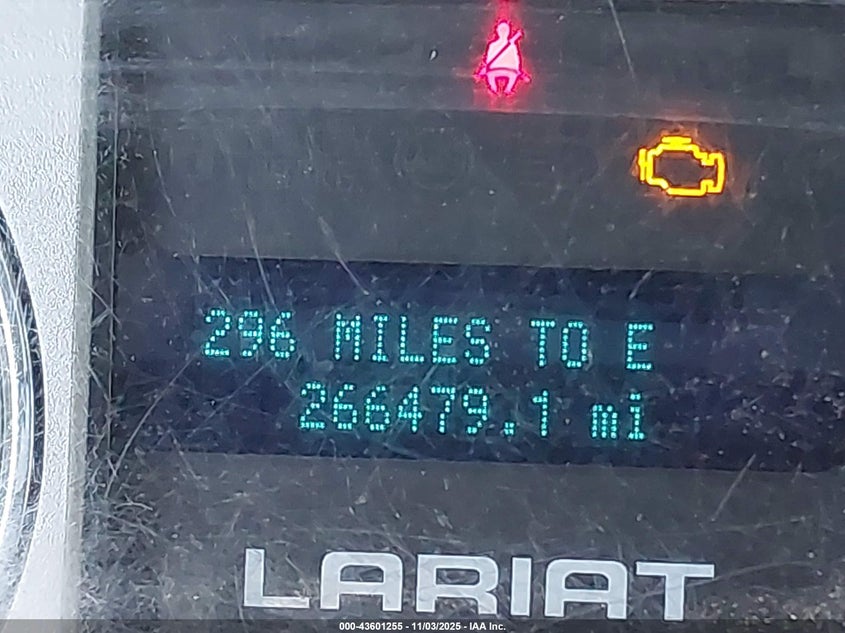 296 MILES TO E
266479.1 mi
LARIAT
000-43601255 - 11/03/2025 - IAA Inc.